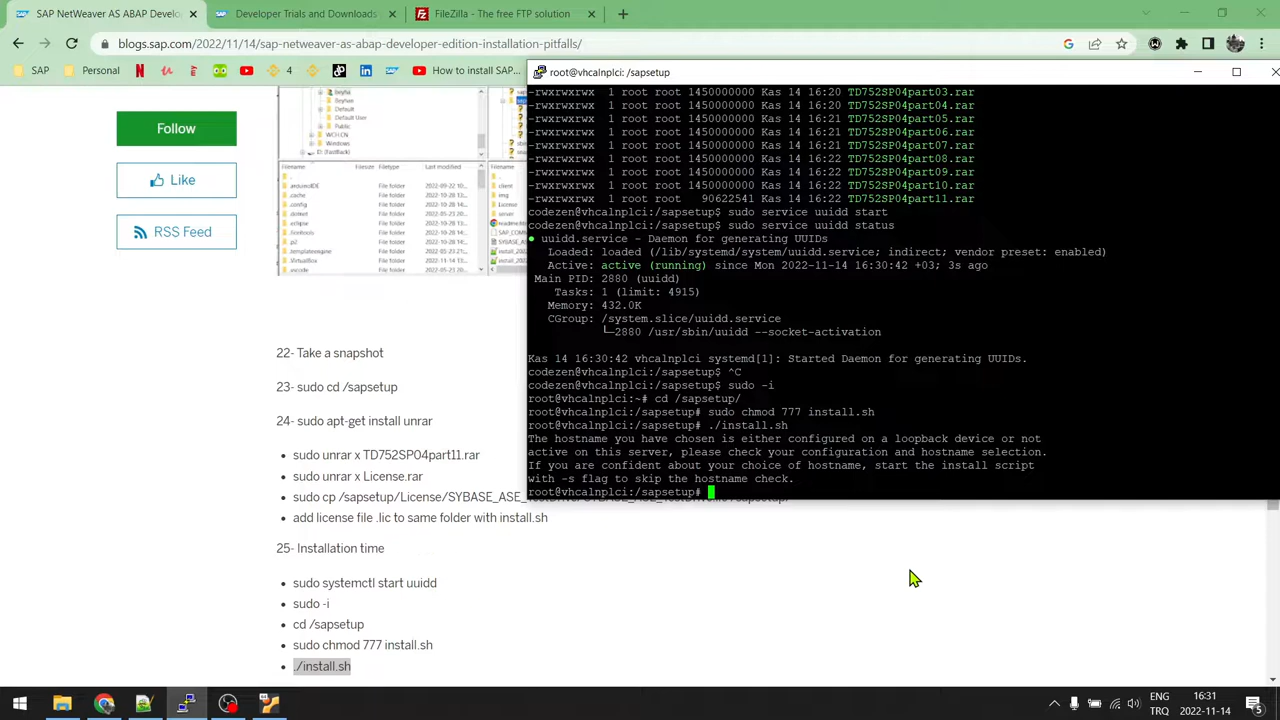 SAP NetWeaver AS ABAP Develope
Developer Trials and Downloads
FileZilla - The free FTP solution
blogs.sap.com/2022/11/14/sap-netweaver-developer-edition-installation-pitfalls/
SAP
Personal
How to install SAP...
root@vhcalnplci: /sapsetup
Follow
Like
RSS Feed
-rwxrwxrwx 1 root root 1450000000 Kas 14 16:20 TD752SP04part03.rar
-rwxrwxrwx 1 root root 1450000000 Kas 14 16:20 TD752SP04part04.rar
-rwxrwxrwx 1 root root 1450000000 Kas 14 16:21 TD752SP04part05.rar
-rwxrwxrwx 1 root root 1450000000 Kas 14 16:21 TD752SP04part06.rar
-rwxrwxrwx 1 root root 1450000000 Kas 14 16:21 TD752SP04part07.rar
-rwxrwxrwx 1 root root 1450000000 Kas 14 16:22 TD752SP04part08.rar
-rwxrwxrwx 1 root root 1450000000 Kas 14 16:22 TD752SP04part09.rar
-rwxrwxrwx 1 root root 1450000000 Kas 14 16:22 TD752SP04part10.rar
-rwxrwxrwx 1 root root 90622541 Kas 14 16:22 TD752SP04part11.rar
codezen@vhcalnplci:/sapsetup$ sudo service uuidd start
codezen@vhcalnplci:/sapsetup$ sudo service uuidd status
● uuidd.service - Daemon for generating UUIDs
Loaded: loaded (/lib/systemd/system/uuidd.service; indirect; vendor preset: enabled)
Active: active (running) since Mon 2022-11-14 16:30:42 +03; 3s ago
Main PID: 2880 (uuidd)
Tasks: 1 (limit: 4915)
Memory: 432.0K
CGroup: /system.slice/uuidd.service
└─2880 /usr/sbin/uuidd --socket-activation
Kas 14 16:30:42 vhcalnplci systemd[1]: Started Daemon for generating UUIDs.
codezen@vhcalnplci:/sapsetup$ ^C
codezen@vhcalnplci:/sapsetup$ sudo -i
root@vhcalnplci:~# cd /sapsetup/
root@vhcalnplci:/sapsetup# sudo chmod 777 install.sh
root@vhcalnplci:/sapsetup# ./install.sh
The hostname you have chosen is either configured on a loopback device or not
active on this server, please check your configuration and hostname selection.
If you are confident about your choice of hostname, start the install script
with -s flag to skip the hostname check.
root@vhcalnplci:/sapsetup#
22- Take a snapshot
23- sudo cd /sapsetup
24- sudo apt-get install unrar
sudo unrar x TD752SP04part11.rar
sudo unrar x License.rar
sudo cp /sapsetup/License/SYBASE_ASE_
add license file .lic to same folder with install.sh
25- Installation time
sudo systemctl start uuidd
sudo -i
cd /sapsetup
sudo chmod 777 install.sh
./install.sh
ENG
TRQ
16:31
2022-11-14
5